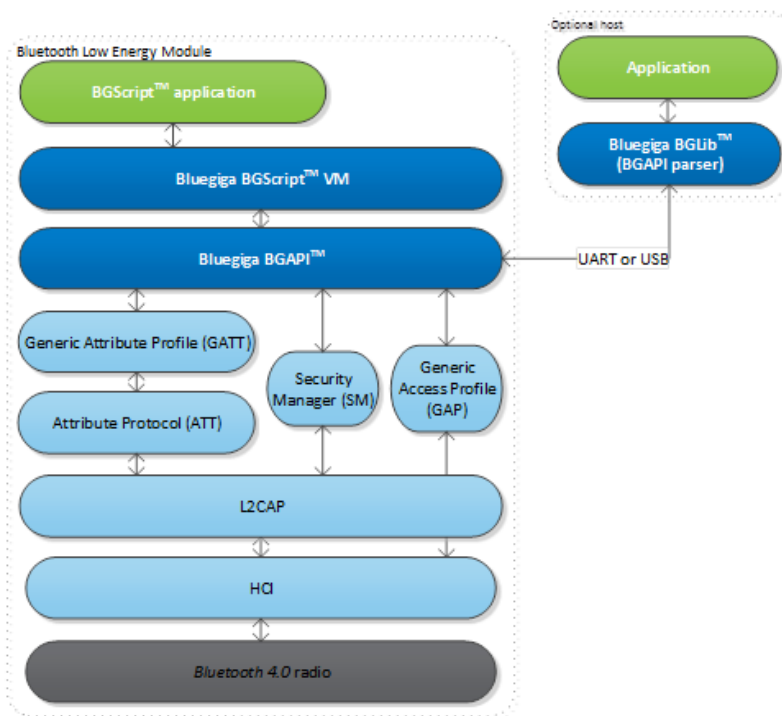 Bluetooth Low Energy Module
BGScript™ application
Bluegiga BGScript™ VM
Bluegiga BGAPI™
Generic Attribute Profile (GATT)
Attribute Protocol (ATT)
Security
Manager (SM)
Generic
Access Profile
(GAP)
L2CAP
HCI
Bluetooth 4.0 radio
Optional host
Application
Bluegiga BGLib™
(BGAPI parser)
UART or USB